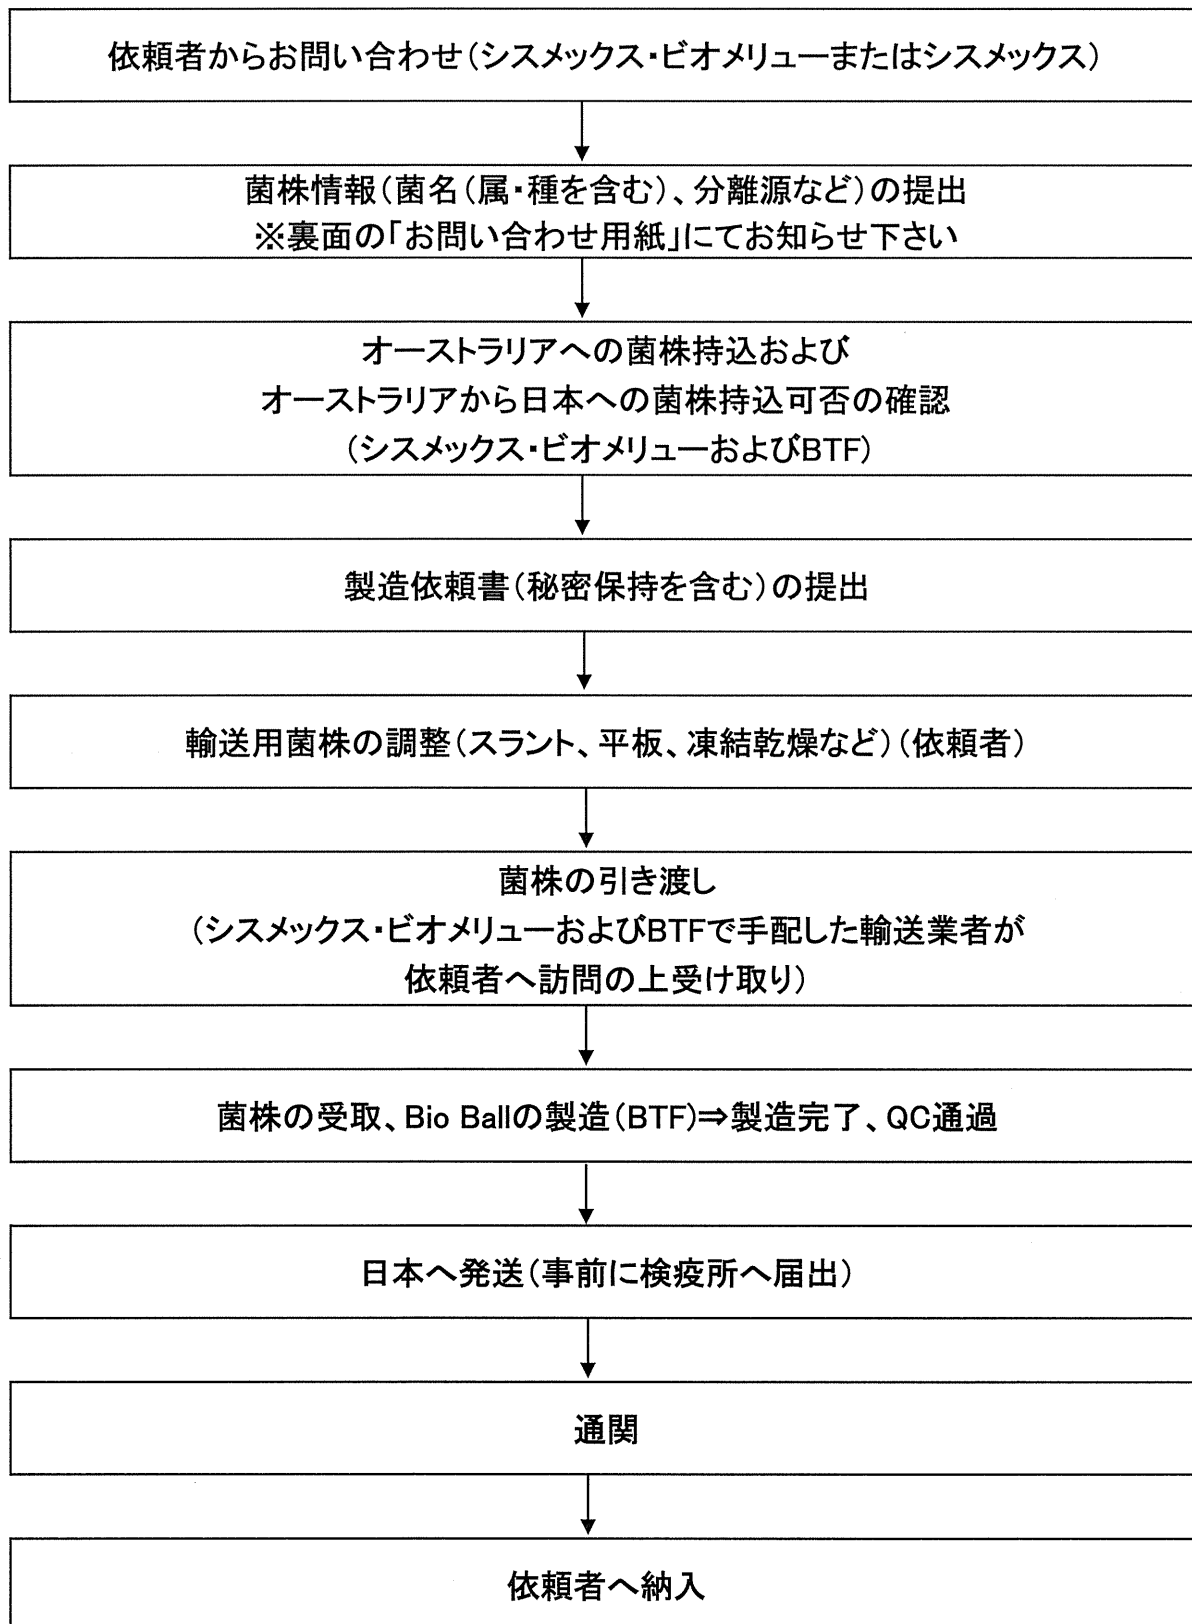 依頼者からお問い合わせ(シスメックス・ビオメリューまたはシスメックス)
菌株情報(菌名(属・種を含む)、分離源など)の提出
※裏面の「お問い合わせ用紙」にてお知らせ下さい
オーストラリアへの菌株持込および
オーストラリアから日本への菌株持込可否の確認
(シスメックス・ビオメリューおよびBTF)
製造依頼書(秘密保持を含む)の提出
輸送用菌株の調整(スラント、平板、凍結乾燥など)(依頼者)
菌株の引き渡し
(シスメックス・ビオメリューおよびBTFで手配した輸送業者が
依頼者へ訪問の上受け取り)
菌株の受取、Bio Ballの製造(BTF)⇒製造完了、QC通過
日本へ発送(事前に検疫所へ届出)
通関
依頼者へ納入